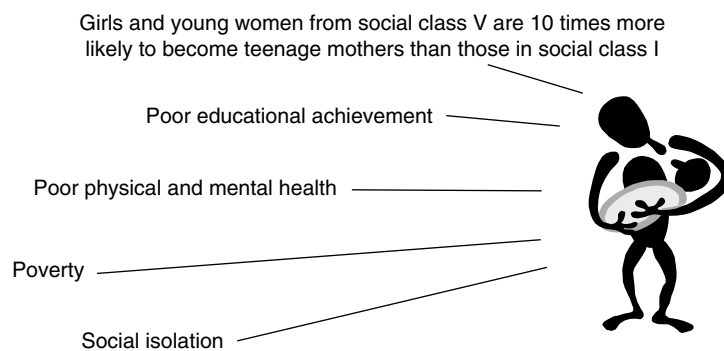 Girls and young women from social class V are 10 times more
likely to become teenage mothers than those in social class I
Poor educational achievement
Poor physical and mental health
Poverty
Social isolation